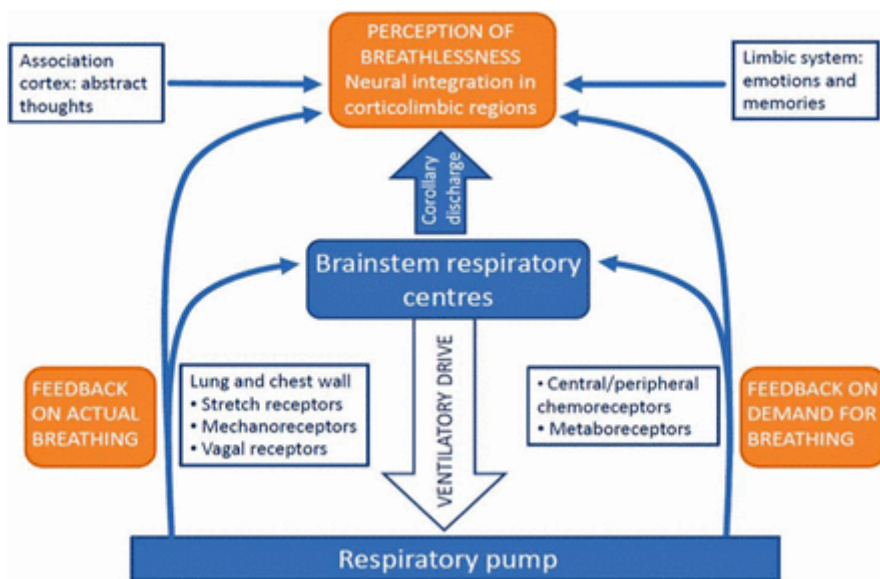 PERCEPTION OF
BREATHLESSNESS
Neural integration in
corticolimbic regions
Association
cortex: abstract
thoughts
Limbic system:
emotions and
memories
Corollary
discharge
Brainstem respiratory
centres
FEEDBACK
ON ACTUAL
BREATHING
Lung and chest wall
• Stretch receptors
• Mechanoreceptors
• Vagal receptors
VENTILATORY DRIVE
• Central/peripheral
chemoreceptors
• Metaboreceptors
FEEDBACK ON
DEMAND FOR
BREATHING
Respiratory pump